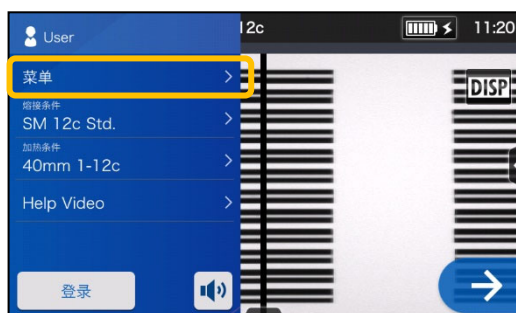 User
12c
11:20
菜单
DISP
熔接条件
SM 12c Std.
加热条件
40mm 1-12c
Help Video
登录